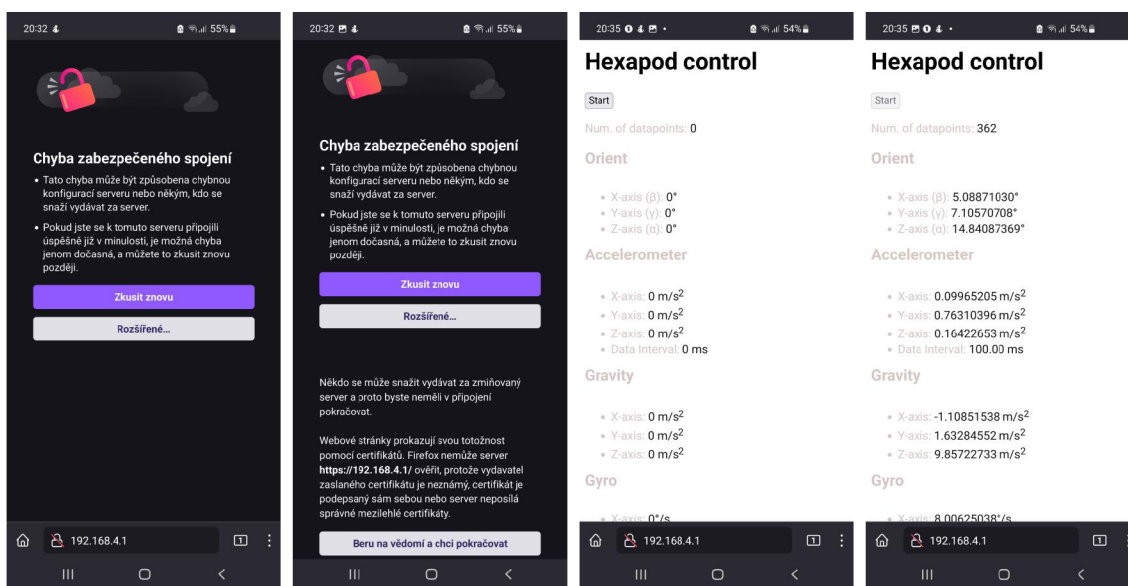 20:32
55%
Chyba zabezpečeného spojení
• Tato chyba může být způsobena chybnou
konfigurací serveru nebo někým, kdo se
snaží vydávat za server.
• Pokud jste se k tomuto serveru připojili
úspěšně již v minulosti, je možná chyba
jenom dočasná, a můžete to zkusit znovu
později.
Zkusit znovu
Rozšířené...
192.168.4.1
1
20:32
55%
Chyba zabezpečeného spojení
• Tato chyba může být způsobena chybnou
konfigurací serveru nebo někým, kdo se
snaží vydávat za server.
• Pokud jste se k tomuto serveru připojili
úspěšně již v minulosti, je možná chyba
jenom dočasná, a můžete to zkusit znovu
později.
Zkusit znovu
Rozšířené...
Někdo se může snažit vydávat za zmiňovaný
server a proto byste neměli v připojení
pokračovat.
Webové stránky prokazují svou totožnost
pomocí certifikátů. Firefox nemůže server
https://192.168.4.1/ ověřit, protože vydavatel
zaslaného certifikátu je neznámý, certifikát je
podepsaný sám sebou nebo server neposílá
správné mezilehlé certifikáty.
Beru na vědomí a chci pokračovat
20:35
54%
Hexapod control
Start
Num. of datapoints: 0
Orient
• X-axis (β): 0°
• Y-axis (γ): 0°
• Z-axis (α): 0°
Accelerometer
• X-axis: 0 m/s²
• Y-axis: 0 m/s²
• Z-axis: 0 m/s²
• Data Interval: 0 ms
Gravity
• X-axis: 0 m/s²
• Y-axis: 0 m/s²
• Z-axis: 0 m/s²
Gyro
• X-axis: 0°/s
192.168.4.1
1
20:35
54%
Hexapod control
Start
Num. of datapoints: 362
Orient
• X-axis (β): 5.08871030°
• Y-axis (γ): 7.10570708°
• Z-axis (α): 14.84087369°
Accelerometer
• X-axis: 0.09965205 m/s²
• Y-axis: 0.76310396 m/s²
• Z-axis: 0.16422653 m/s²
• Data Interval: 100.00 ms
Gravity
• X-axis: -1.10851538 m/s²
• Y-axis: 1.63284552 m/s²
• Z-axis: 9.85722733 m/s²
Gyro
• X-axis: 8.00625038°/s
192.168.4.1
1